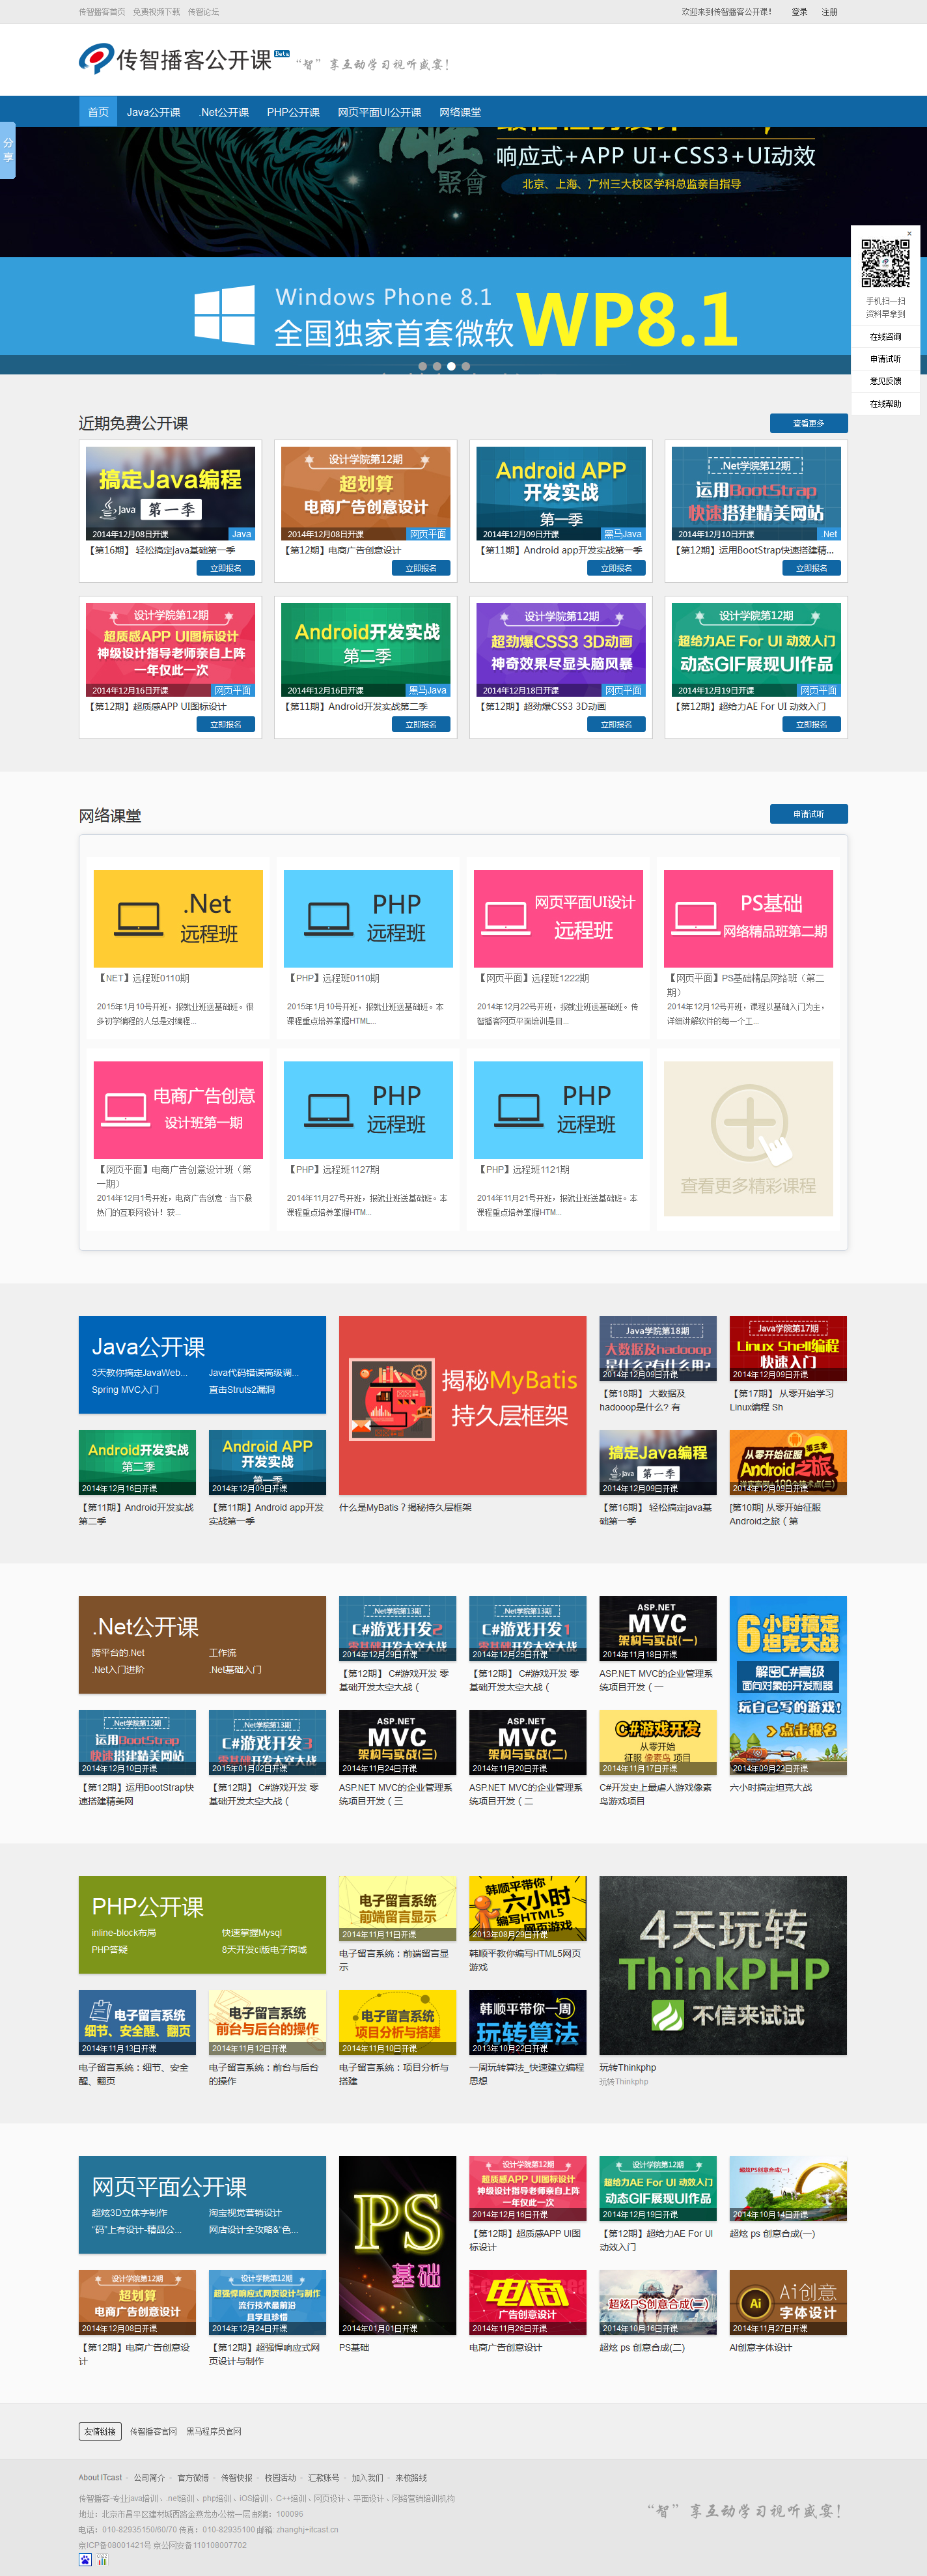 传智播客首页 免费视频下载 传智论坛
欢迎来到传智播客公开课! 登录 注册
传智播客公开课 Beta “智”享互动学习视听盛宴!
首页 Java公开课 .Net公开课 PHP公开课 网页平面UI公开课 网络课堂
分享
聚會
响应式+APP UI+CSS3+UI动效
北京、上海、广州三大校区学科总监亲自指导
Windows Phone 8.1
全国独家首套微软 WP8.1
×
手机扫一扫
资料早拿到
在线咨询
申请试听
意见反馈
在线帮助
近期免费公开课 查看更多
搞定Java编程
Java 第一季
2014年12月08日开课 Java
【第16期】 轻松搞定java基础第一季
立即报名
设计学院第12期
超划算
电商广告创意设计
2014年12月08日开课 网页平面
【第12期】电商广告创意设计
立即报名
Android APP
开发实战
第一季
2014年12月09日开课 黑马Java
【第11期】Android app开发实战第一季
立即报名
.Net学院第12期
运用BootStrap
快速搭建精美网站
2014年12月10日开课 .Net
【第12期】运用BootStrap快速搭建精...
立即报名
设计学院第12期
超质感APP UI图标设计
神级设计指导老师亲自上阵
一年仅此一次
2014年12月16日开课 网页平面
【第12期】超质感APP UI图标设计
立即报名
Android开发实战
第二季
2014年12月16日开课 黑马Java
【第11期】Android开发实战第二季
立即报名
设计学院第12期
超劲爆CSS3 3D动画
神奇效果尽显头脑风暴
2014年12月18日开课 网页平面
【第12期】超劲爆CSS3 3D动画
立即报名
设计学院第12期
超给力AE For UI 动效入门
动态GIF展现UI作品
2014年12月19日开课 网页平面
【第12期】超给力AE For UI 动效入门
立即报名
网络课堂 申请试听
.Net
远程班
【NET】远程班0110期
2015年1月10号开班，报就业班送基础班。很
多初学编程的人总是对编程...
PHP
远程班
【PHP】远程班0110期
2015年1月10号开班，报就业班送基础班。本
课程重点培养掌握HTML...
网页平面UI设计
远程班
【网页平面】远程班1222期
2014年12月22号开班，报就业班送基础班。传
智播客网页平面培训是目...
PS基础
网络精品班第二期
【网页平面】PS基础精品网络班（第二
期）
2014年12月12号开班，课程以基础入门为主，
详细讲解软件的每一个工...
电商广告创意
设计班第一期
【网页平面】电商广告创意设计班（第
一期）
2014年12月1号开班，电商广告创意 · 当下最
热门的互联网设计！获...
PHP
远程班
【PHP】远程班1127期
2014年11月27号开班，报就业班送基础班。本
课程重点培养掌握HTM...
PHP
远程班
【PHP】远程班1121期
2014年11月21号开班，报就业班送基础班。本
课程重点培养掌握HTM...
查看更多精彩课程
Java公开课
3天教你搞定JavaWeb... Java代码错误高级调...
Spring MVC入门 直击Struts2漏洞
揭秘MyBatis
持久层框架
什么是MyBatis？揭秘持久层框架
Java学院第18期
大数据及hadooop
是什么?有什么用?
2014年12月09日开课
【第18期】 大数据及
hadooop是什么? 有
Java学院第17期
Linux Shell编程
快速入门
2014年12月09日开课
【第17期】 从零开始学习
Linux编程 Sh
Android开发实战
第二季
2014年12月16日开课
【第11期】Android开发实战
第二季
Android APP
开发实战
第一季
2014年12月09日开课
【第11期】Android app开发
实战第一季
搞定Java编程
Java 第一季
2014年12月09日开课
【第16期】 轻松搞定java基
础第一季
从零开始征服 第三季
Android之旅
2014年12月09日开课
[第10期] 从零开始征服
Android之旅（第
.Net公开课
跨平台的.Net 工作流
.Net入门进阶 .Net基础入门
.Net学院第13期
C#游戏开发2
零基础开发太空大战
2014年12月29日开课
【第12期】 C#游戏开发 零
基础开发太空大战（
.Net学院第13期
C#游戏开发1
零基础开发太空大战
2014年12月25日开课
【第12期】 C#游戏开发 零
基础开发太空大战（
ASP.NET
MVC
架构与实战(一)
2014年11月18日开课
ASP.NET MVC的企业管理系
统项目开发（一
6小时搞定
坦克大战
解密C#高级
面向对象的开发利器
玩自己写的游戏!
>点击报名
2014年09月23日开课
六小时搞定坦克大战
.Net学院第12期
运用BootStrap
快速搭建精美网站
2014年12月10日开课
【第12期】运用BootStrap快
速搭建精美网
.Net学院第13期
C#游戏开发3
零基础开发太空大战
2015年01月02日开课
【第12期】 C#游戏开发 零
基础开发太空大战（
ASP.NET
MVC
架构与实战(三)
2014年11月24日开课
ASP.NET MVC的企业管理系
统项目开发（三
ASP.NET
MVC
架构与实战(二)
2014年11月20日开课
ASP.NET MVC的企业管理系
统项目开发（二
C#游戏开发
从零开始
征服 像素鸟 项目
2014年11月17日开课
C#开发史上最虐人游戏像素
鸟游戏项目
PHP公开课
inline-block布局 快速掌握Mysql
PHP答疑 8天开发ci版电子商城
电子留言系统
前端留言显示
2014年11月11日开课
电子留言系统：前端留言显
示
韩顺平带你
六小时
编写HTML5
网页游戏
2013年08月29日开课
韩顺平教你编写HTML5网页
游戏
4天玩转
ThinkPHP
不信来试试
玩转Thinkphp
玩转Thinkphp
电子留言系统
细节、安全醒、翻页
2014年11月13日开课
电子留言系统：细节、安全
醒、翻页
电子留言系统
前台与后台的操作
2014年11月12日开课
电子留言系统：前台与后台
的操作
电子留言系统
项目分析与搭建
2014年11月10日开课
电子留言系统：项目分析与
搭建
韩顺平带你一周
玩转算法
2013年10月22日开课
一周玩转算法_快速建立编程
思想
网页平面公开课
超炫3D立体字制作 淘宝视觉营销设计
“码”上有设计-精品公... 网店设计全攻略&“色...
PS
基础
2014年01月01日开课
PS基础
设计学院第12期
超质感APP UI图标设计
神级设计指导老师亲自上阵
一年仅此一次
2014年12月16日开课
【第12期】超质感APP UI图
标设计
设计学院第12期
超给力AE For UI 动效入门
动态GIF展现UI作品
2014年12月19日开课
【第12期】超给力AE For UI
动效入门
超炫PS创意合成(一)
2014年10月14日开课
超炫 ps 创意合成(一)
设计学院第12期
超划算
电商广告创意设计
2014年12月08日开课
【第12期】电商广告创意设
计
设计学院第12期
超强悍响应式网页设计与制作
流行技术最前沿
且学且珍惜
2014年12月24日开课
【第12期】超强悍响应式网
页设计与制作
电商
广告创意设计
2014年11月26日开课
电商广告创意设计
超炫PS创意合成(二)
2014年10月16日开课
超炫 ps 创意合成(二)
Ai
Ai创意
字体设计
2014年11月27日开课
AI创意字体设计
友情链接 传智播客官网 黑马程序员官网
About ITcast - 公司简介 - 官方微博 - 传智快报 - 校园活动 - 汇款账号 - 加入我们 - 来校路线
传智播客-专业java培训、.net培训、php培训、iOS培训、C++培训、网页设计、平面设计、网络营销培训机构
地址：北京市昌平区建材城西路金燕龙办公楼一层 邮编：100096
电话：010-82935150/60/70 传真：010-82935100 邮箱: zhanghj+itcast.cn
京ICP备08001421号 京公网安备110108007702
“智”享互动学习视听盛宴!